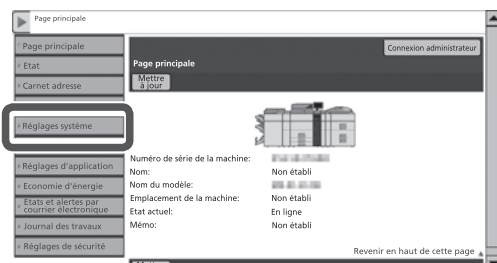 Page principale
Page principale
Etat
Carnet adresse
Réglages système
Réglages d'application
Economie d'énergie
Etats et alertes par
courrier électronique
Journal des travaux
Réglages de sécurité
Connexion administrateur
Page principale
Mettre
à jour
Numéro de série de la machine:
Nom: Non établi
Nom du modèle:
Emplacement de la machine: Non établi
Etat actuel: En ligne
Mémo: Non établi
Revenir en haut de cette page